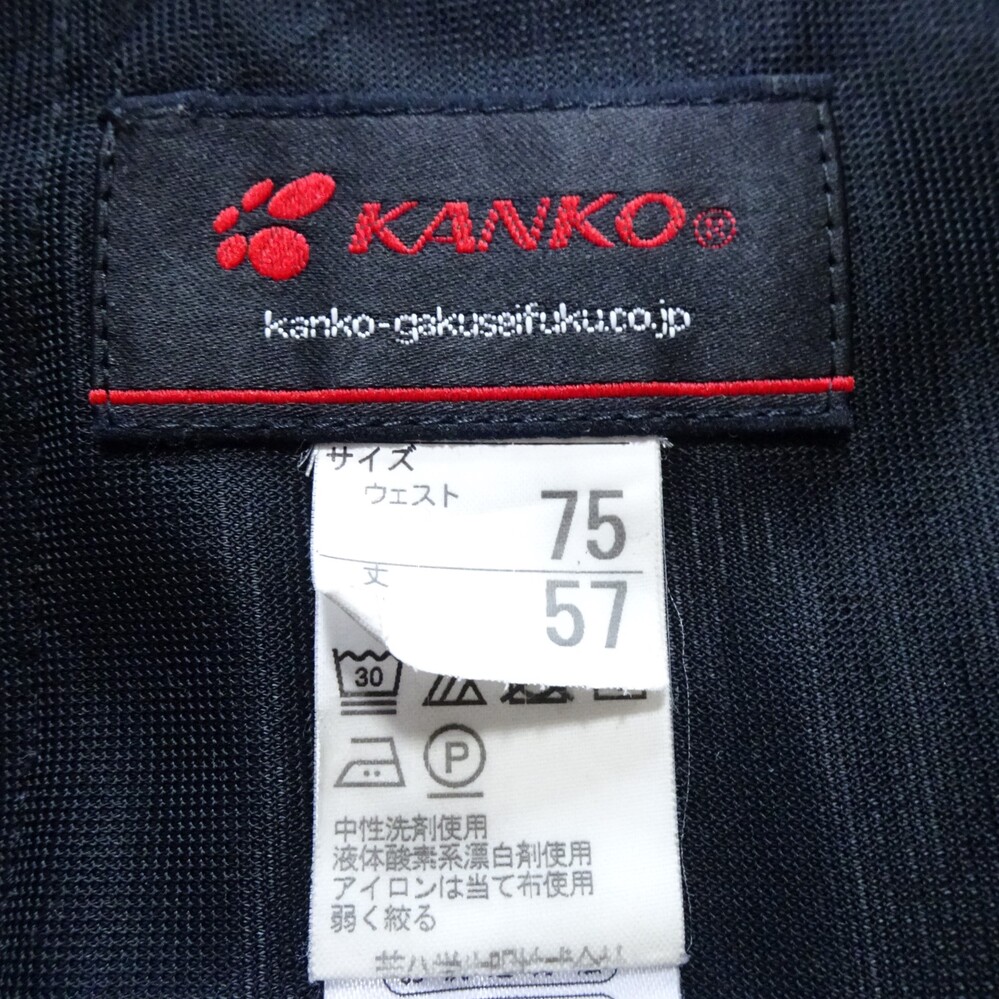 KANKO®
kanko-gakuseifuku.co.jp
サイズ
ウェスト 75
丈 57
30
P
中性洗剤使用
液体酸素系漂白剤使用
アイロンは当て布使用
弱く絞る